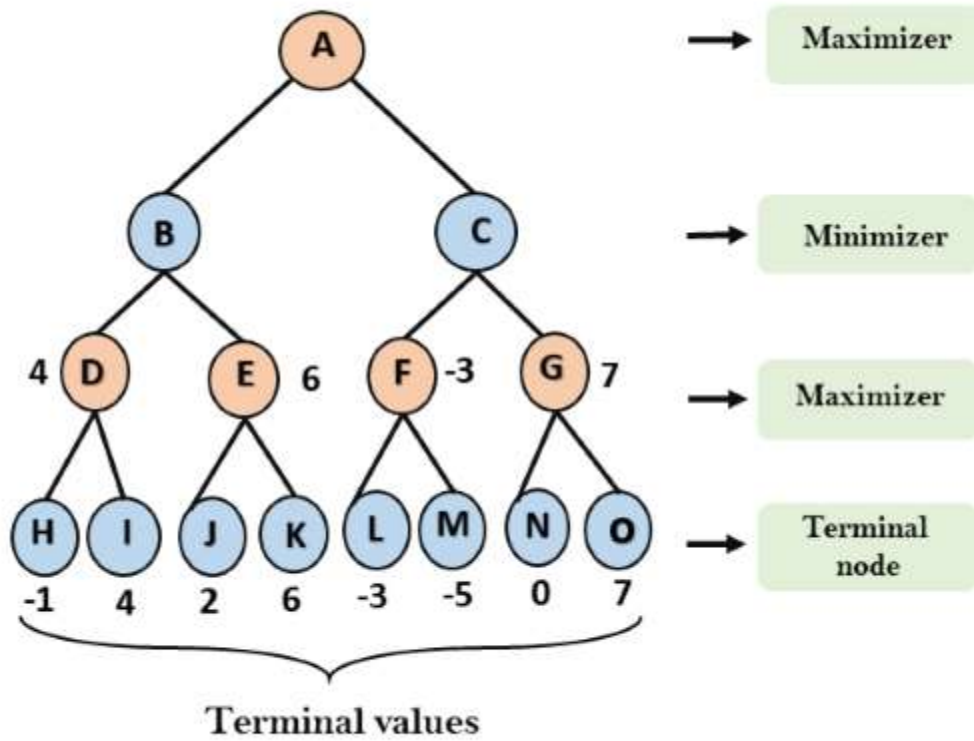 A
Maximizer
B
C
Minimizer
4 D
E 6
F -3
G 7
Maximizer
H I J K L M N O
Terminal
node
-1 4 2 6 -3 -5 0 7
Terminal values